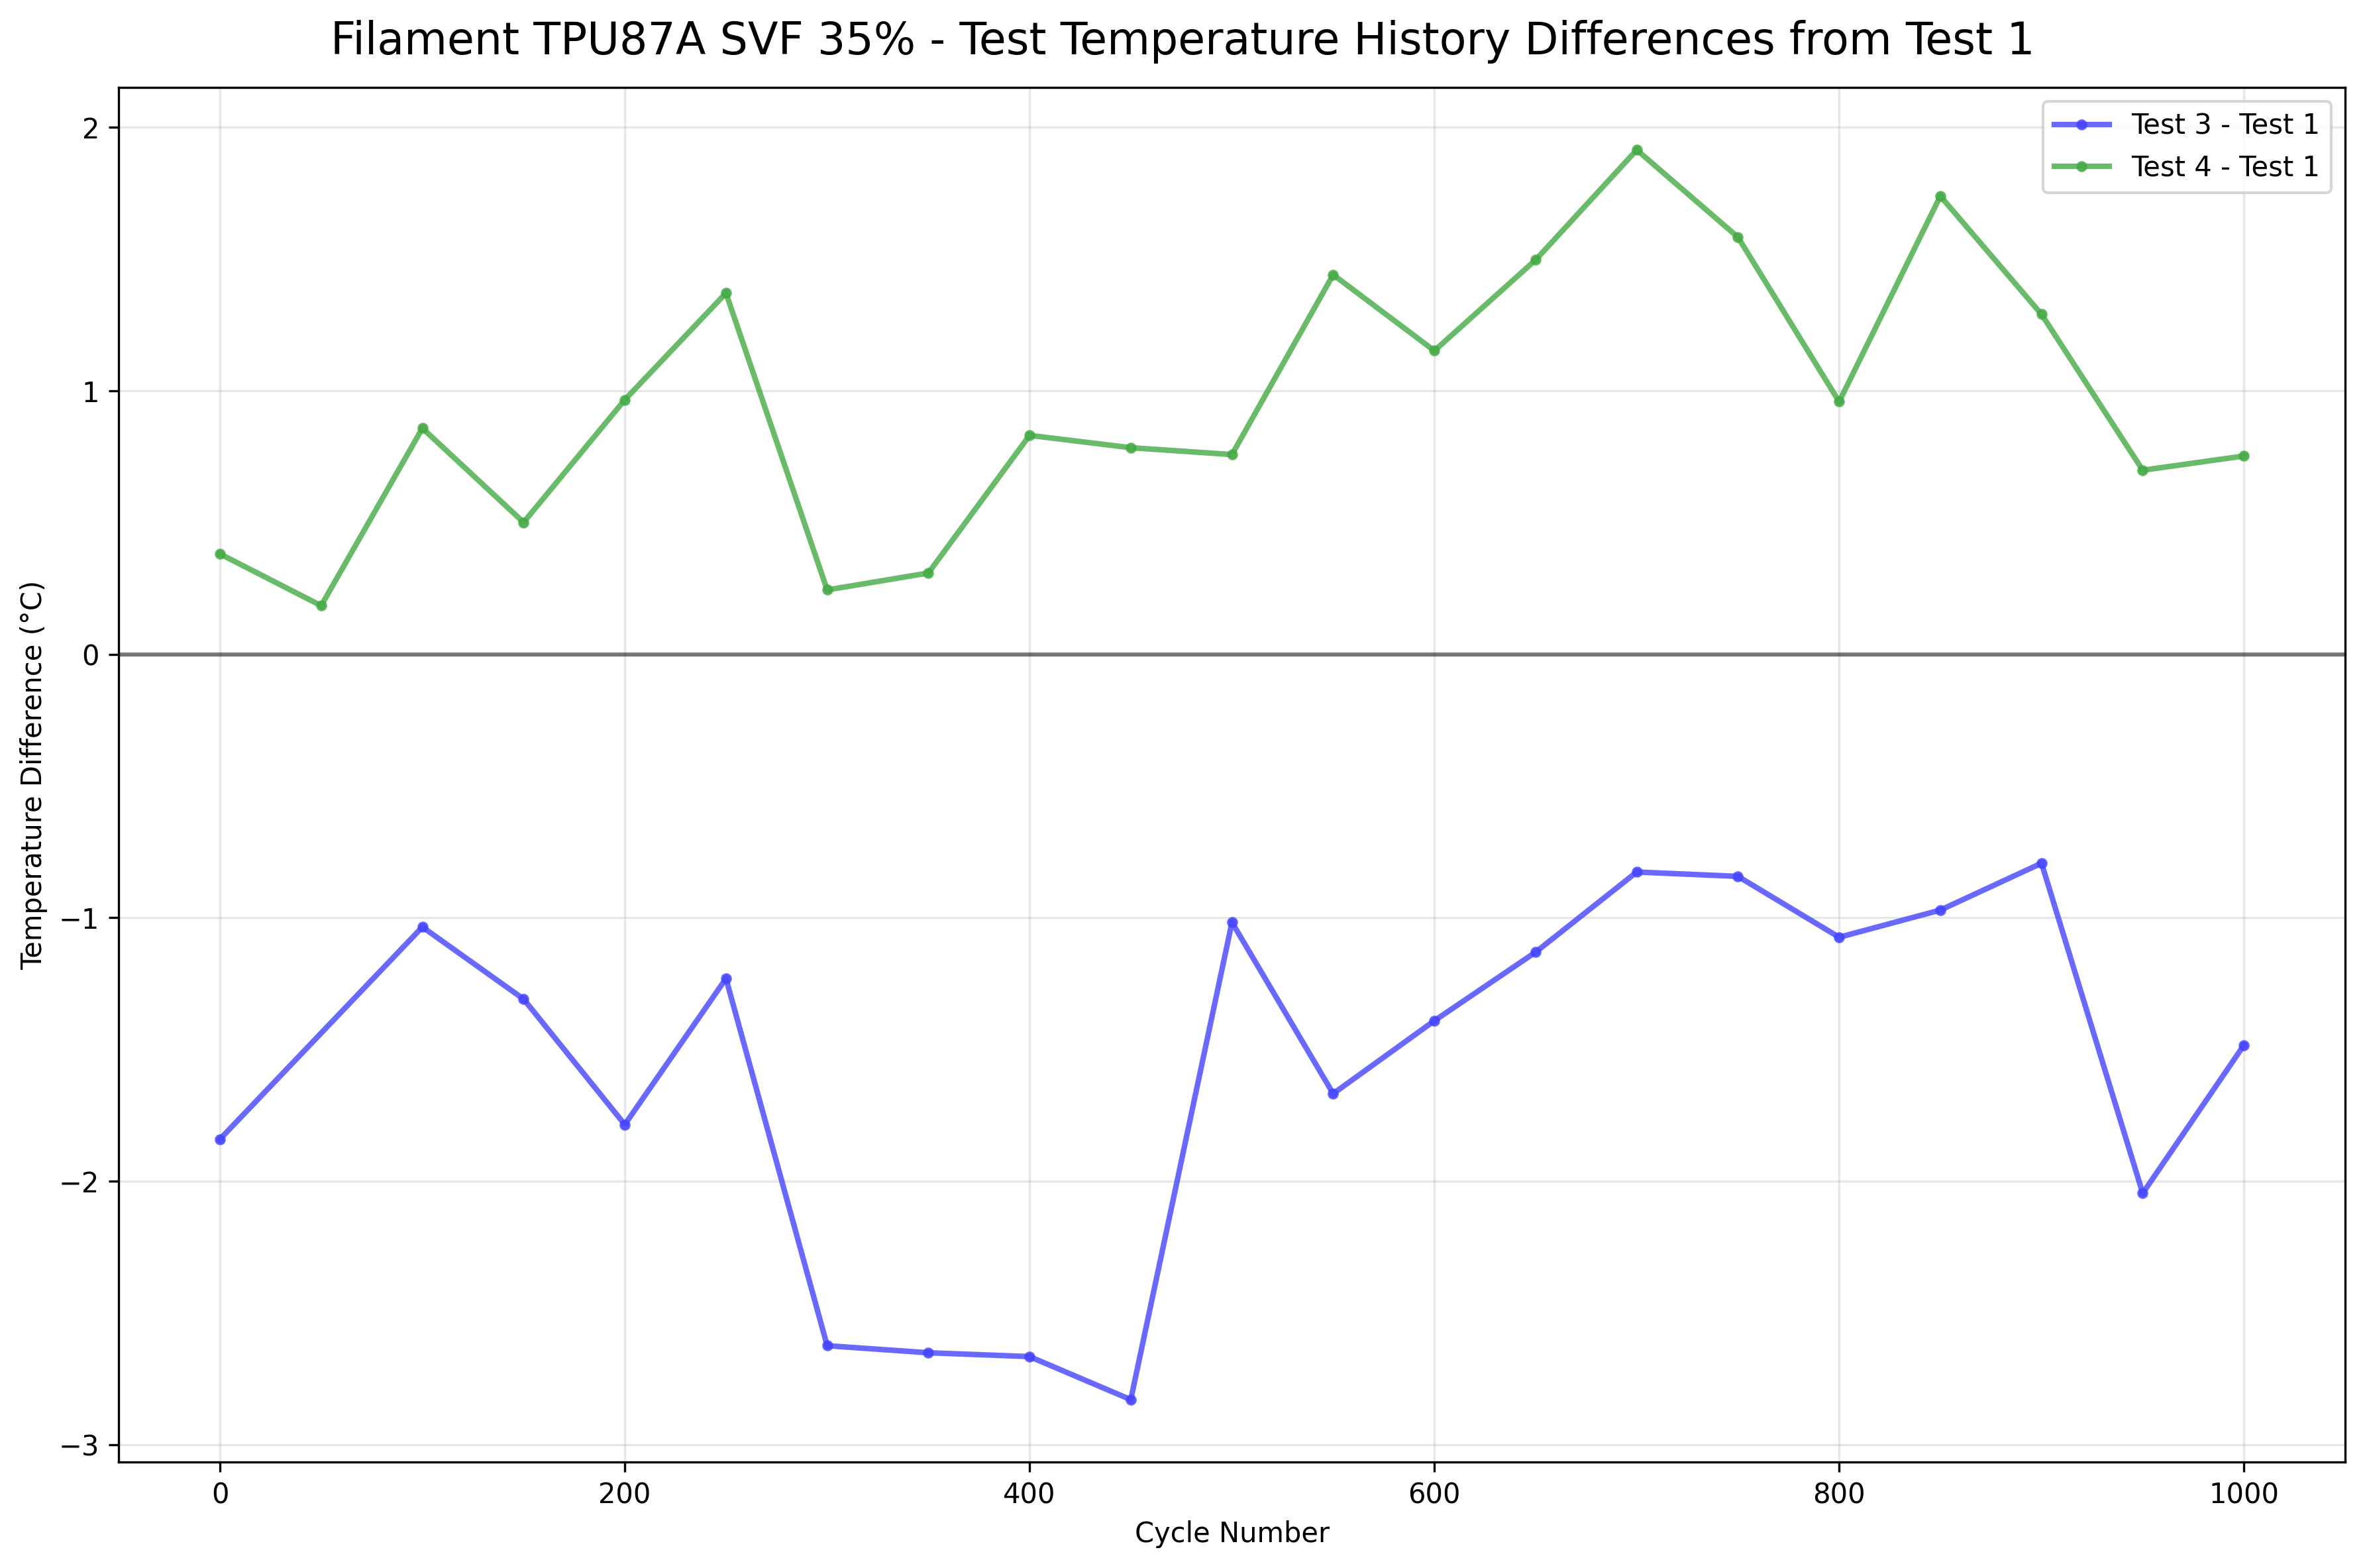 Filament TPU87A SVF 35% - Test Temperature History Differences from Test 1
Test 3 - Test 1
Test 4 - Test 1
Temperature Difference (°C)
2
1
0
−1
−2
−3
0 200 400 600 800 1000
Cycle Number